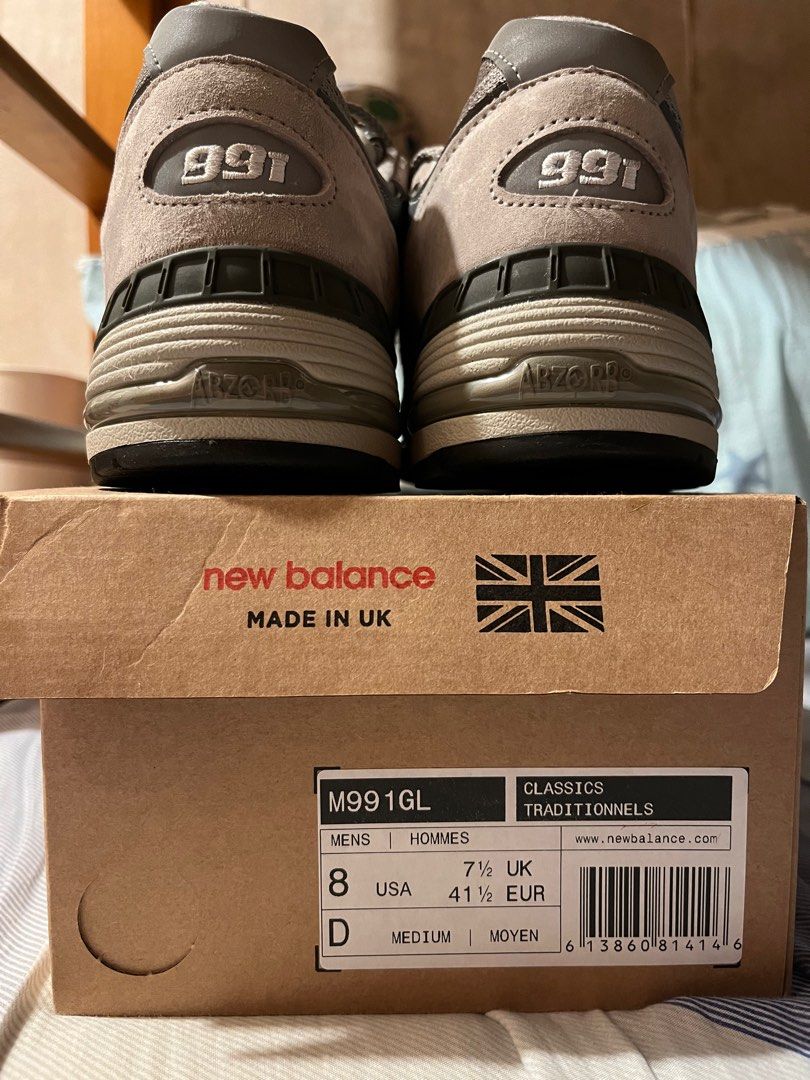 991 991
ABZORB ABZORB
new balance
MADE IN UK
M991GL
CLASSICS
TRADITIONNELS
MENS | HOMMES
www.newbalance.com
8 USA
7½ UK
41½ EUR
D MEDIUM | MOYEN
6 13860 81414 6